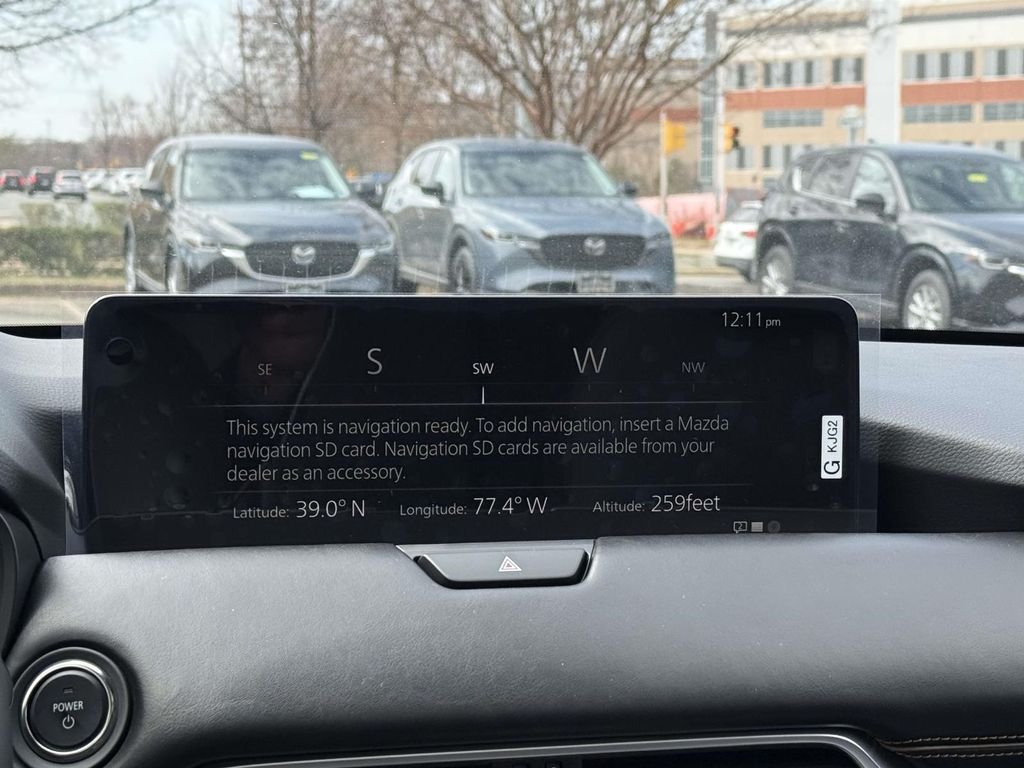 12:11pm
SE S SW W NW
This system is navigation ready. To add navigation, insert a Mazda
navigation SD card. Navigation SD cards are available from your
dealer as an accessory.
Latitude: 39.0° N Longitude: 77.4° W Altitude: 259feet
G KJG2
2
POWER